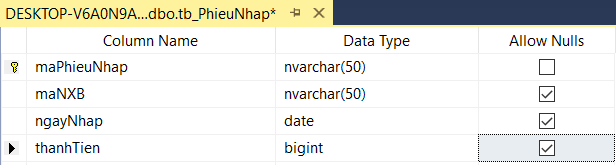 DESKTOP-V6A0N9A...dbo.tb_PhieuNhap*
Column Name Data Type Allow Nulls
maPhieuNhap nvarchar(50)
maNXB nvarchar(50)
ngayNhap date
thanhTien bigint